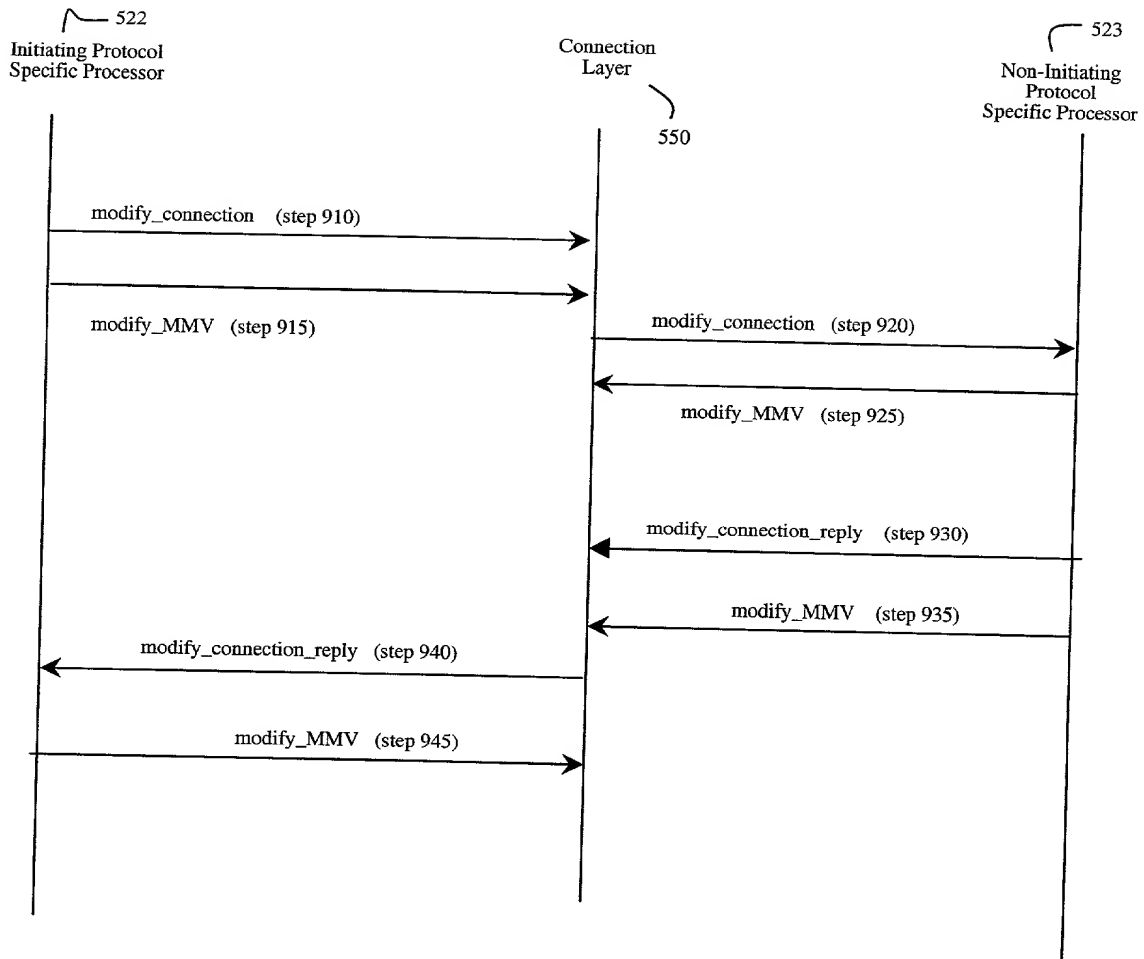 522
Initiating Protocol
Specific Processor
Connection
Layer
550
523
Non-Initiating
Protocol
Specific Processor
modify_connection (step 910)
modify_MMV (step 915)
modify_connection (step 920)
modify_MMV (step 925)
modify_connection_reply (step 930)
modify_MMV (step 935)
modify_connection_reply (step 940)
modify_MMV (step 945)